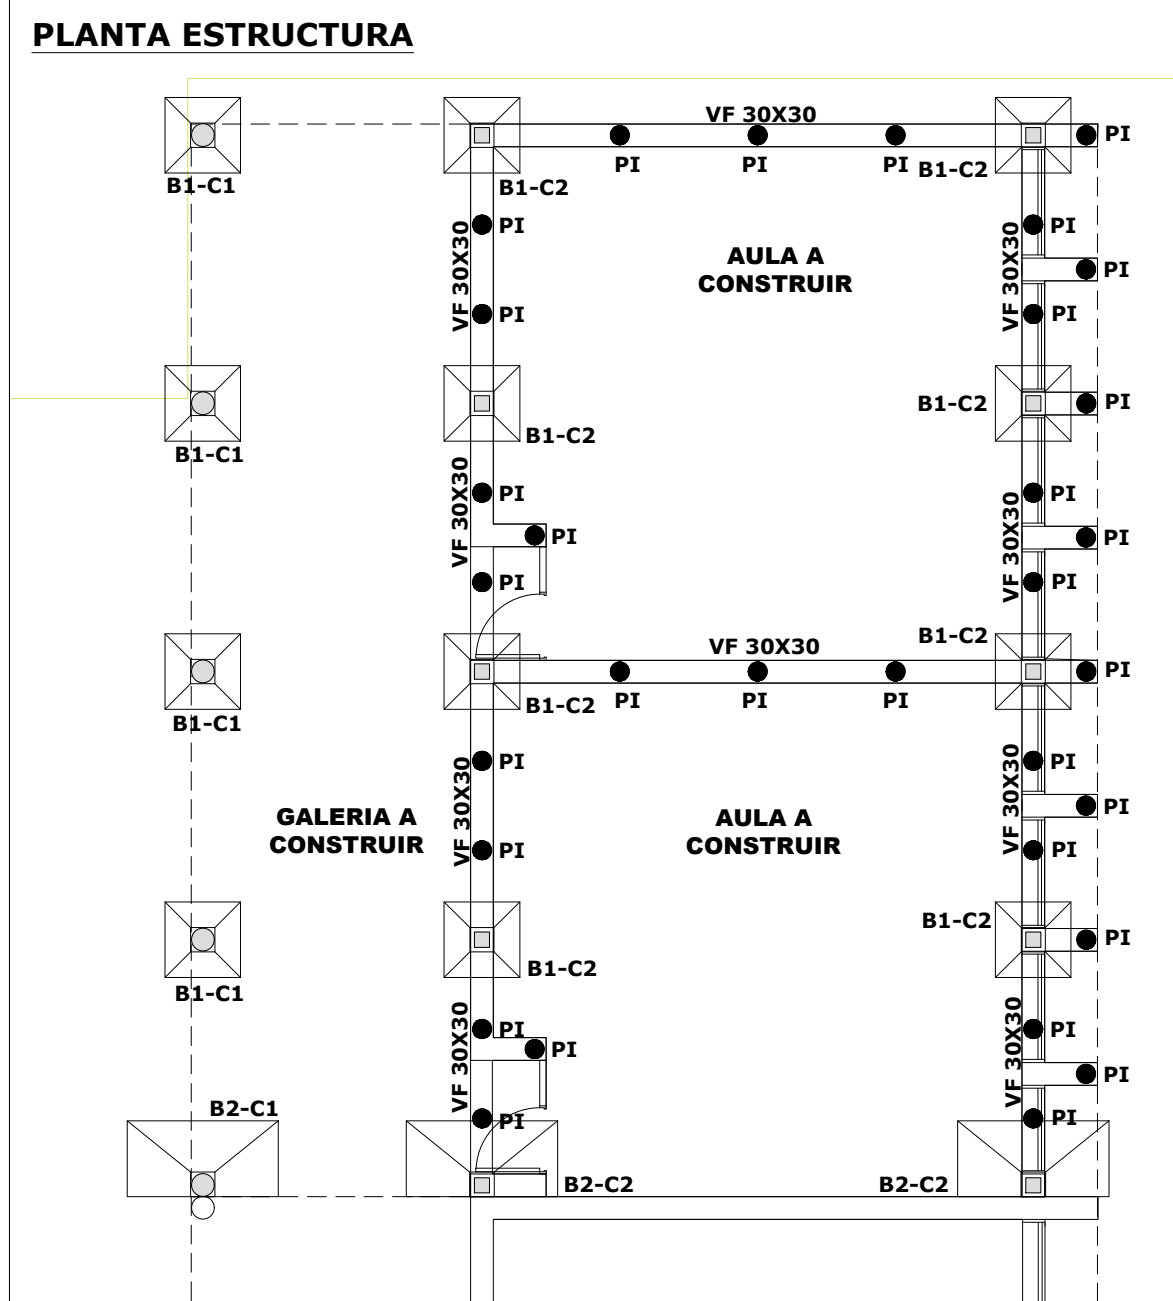 PLANTA ESTRUCTURA
VF 30X30
PI
PI
PI
PI
B1-C2
B1-C1
B1-C2
PI
PI
VF 30X30
VF 30X30
AULA A
CONSTRUIR
PI
PI
PI
B1-C2
PI
B1-C1
B1-C2
VF 30X30
PI
PI
VF 30X30
PI
PI
PI
PI
B1-C2
VF 30X30
PI
B1-C1
B1-C2
PI
PI
PI
VF 30X30
PI
PI
VF 30X30
PI
GALERIA A
CONSTRUIR
AULA A
CONSTRUIR
PI
PI
B1-C2
PI
B1-C1
B1-C2
VF 30X30
PI
PI
VF 30X30
PI
PI
B2-C1
PI
PI
B2-C2
B2-C2